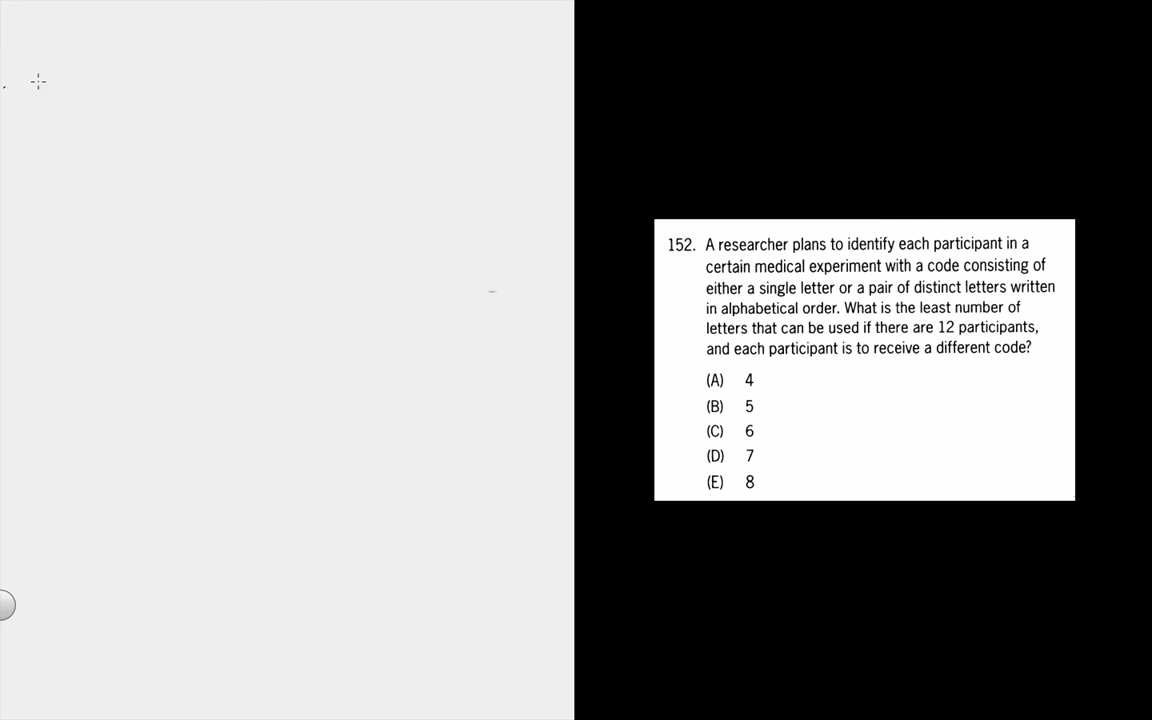 152. A researcher plans to identify each participant in a
certain medical experiment with a code consisting of
either a single letter or a pair of distinct letters written
in alphabetical order. What is the least number of
letters that can be used if there are 12 participants,
and each participant is to receive a different code?
(A) 4
(B) 5
(C) 6
(D) 7
(E) 8